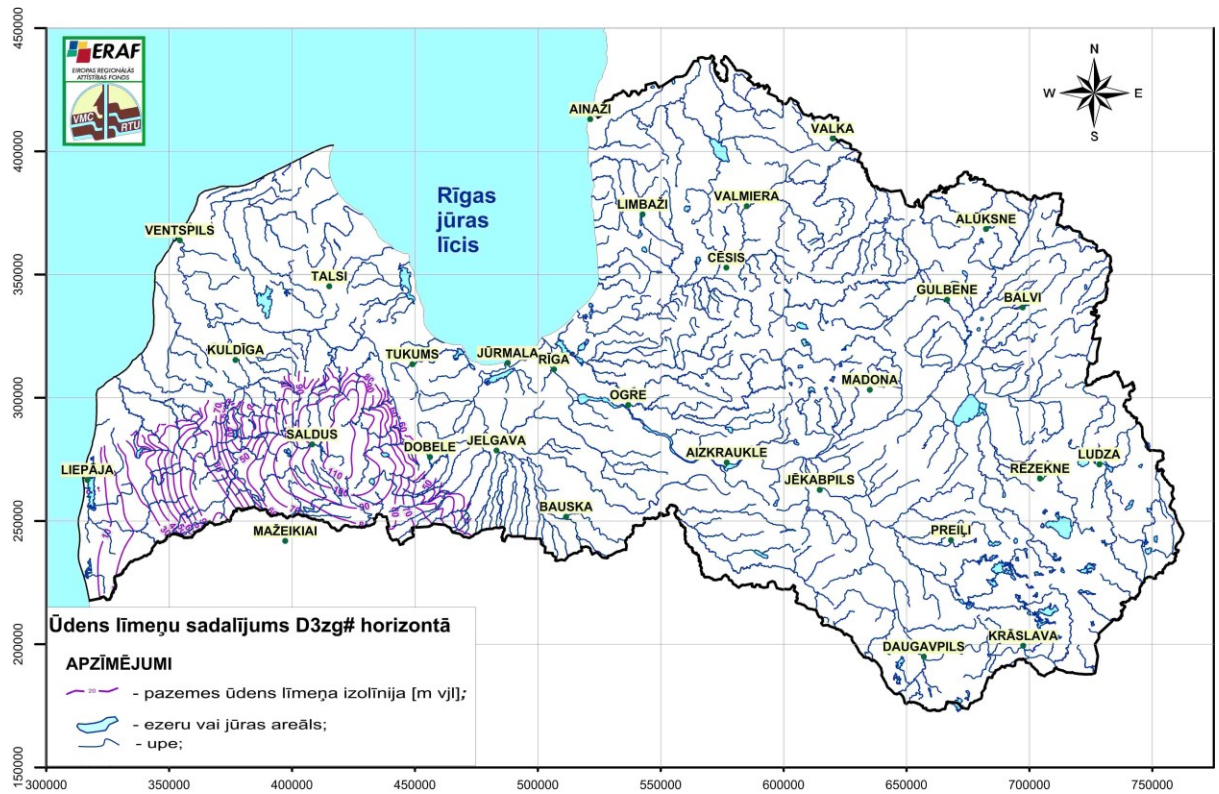 450000
400000
350000
300000
250000
200000
150000
ERAF
EIROPAS REGIONĀLĀS
ATTĪSTĪBAS FONDS
VMC
RTU
N
W
E
S
AINAŽI
VALKA
Rīgas
jūras
līcis
LIMBAŽI
VALMIERA
ALŪKSNE
VENTSPILS
CĒSIS
TALSI
GULBENE
BALVI
KULDĪGA
TUKUMS
JŪRMALA
RĪGA
MADONA
OGRE
SALDUS
DOBELE
JELGAVA
AIZKRAUKLE
LUDZA
LIEPĀJA
RĒZEKNE
JĒKABPILS
110
BAUSKA
MAŽEIKIAI
PREIĻI
KRĀSLAVA
DAUGAVPILS
Ūdens līmeņu sadalījums D3zg# horizontā
APZĪMĒJUMI
20 - pazemes ūdens līmeņa izolīnija [m vjl];
- ezeru vai jūras areāls;
- upe;
300000 350000 400000 450000 500000 550000 600000 650000 700000 750000